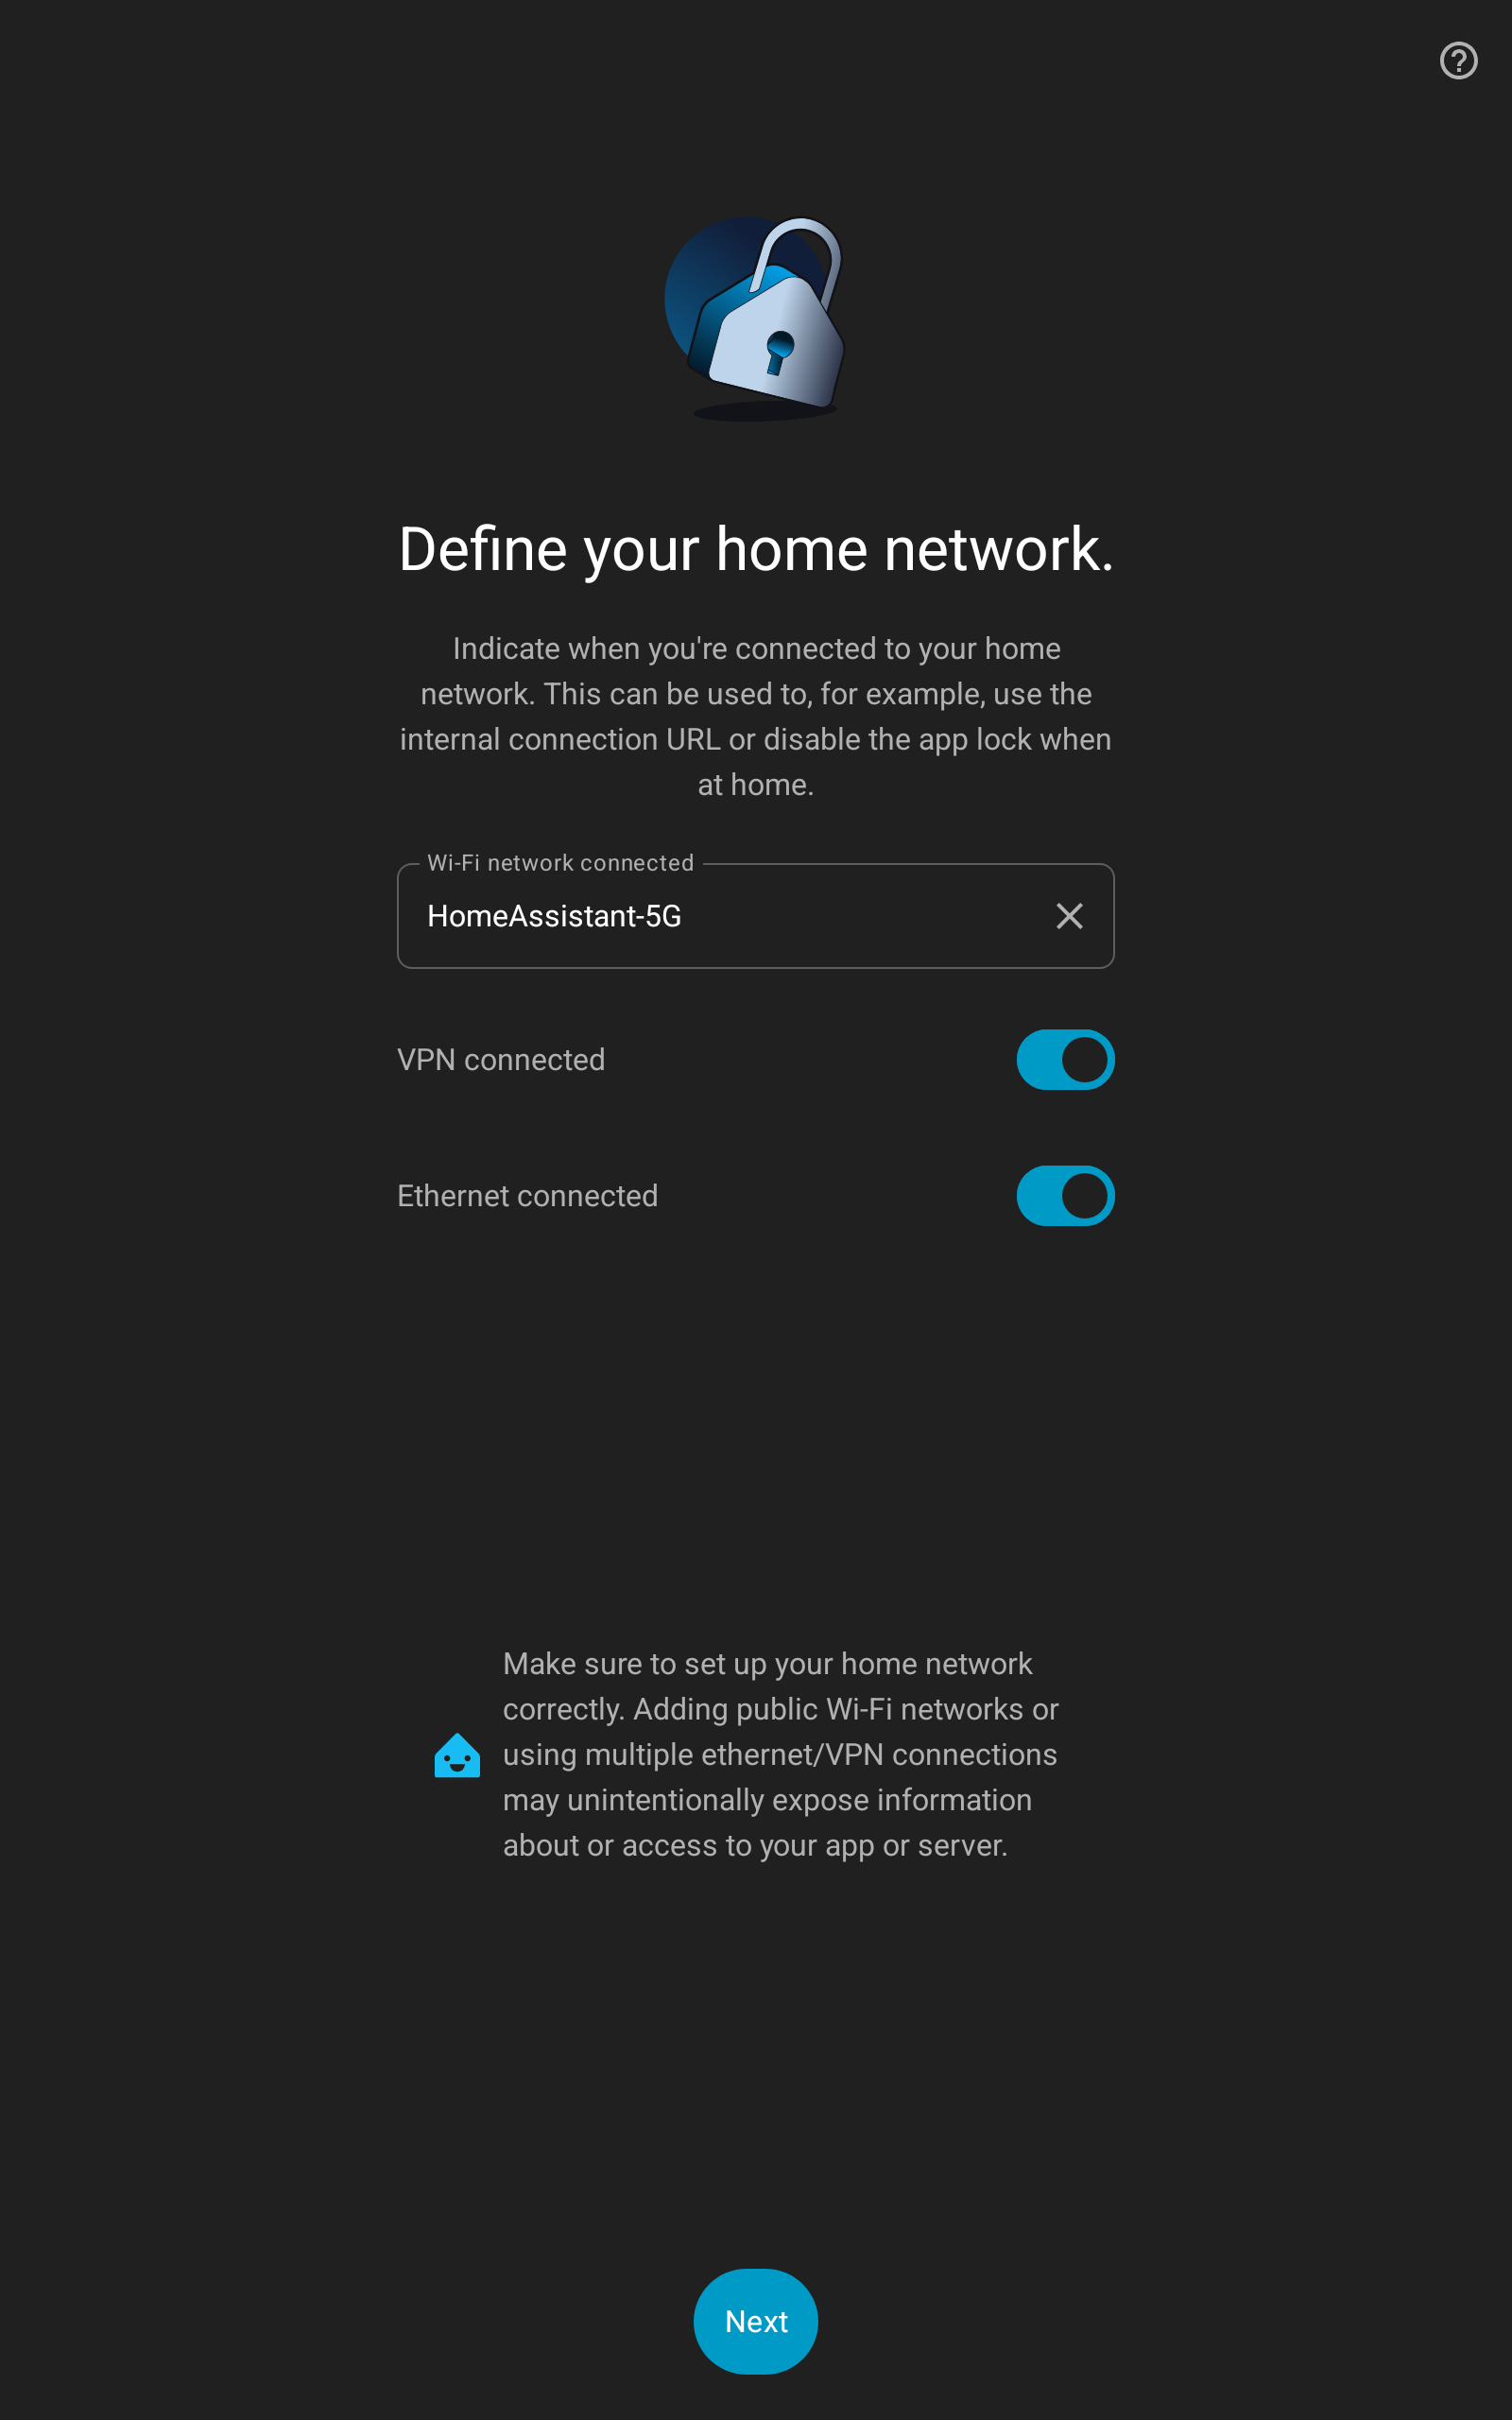 Define your home network.
Indicate when you're connected to your home
network. This can be used to, for example, use the
internal connection URL or disable the app lock when
at home.
Wi-Fi network connected
HomeAssistant-5G
VPN connected
Ethernet connected
Make sure to set up your home network
correctly. Adding public Wi-Fi networks or
using multiple ethernet/VPN connections
may unintentionally expose information
about or access to your app or server.
Next